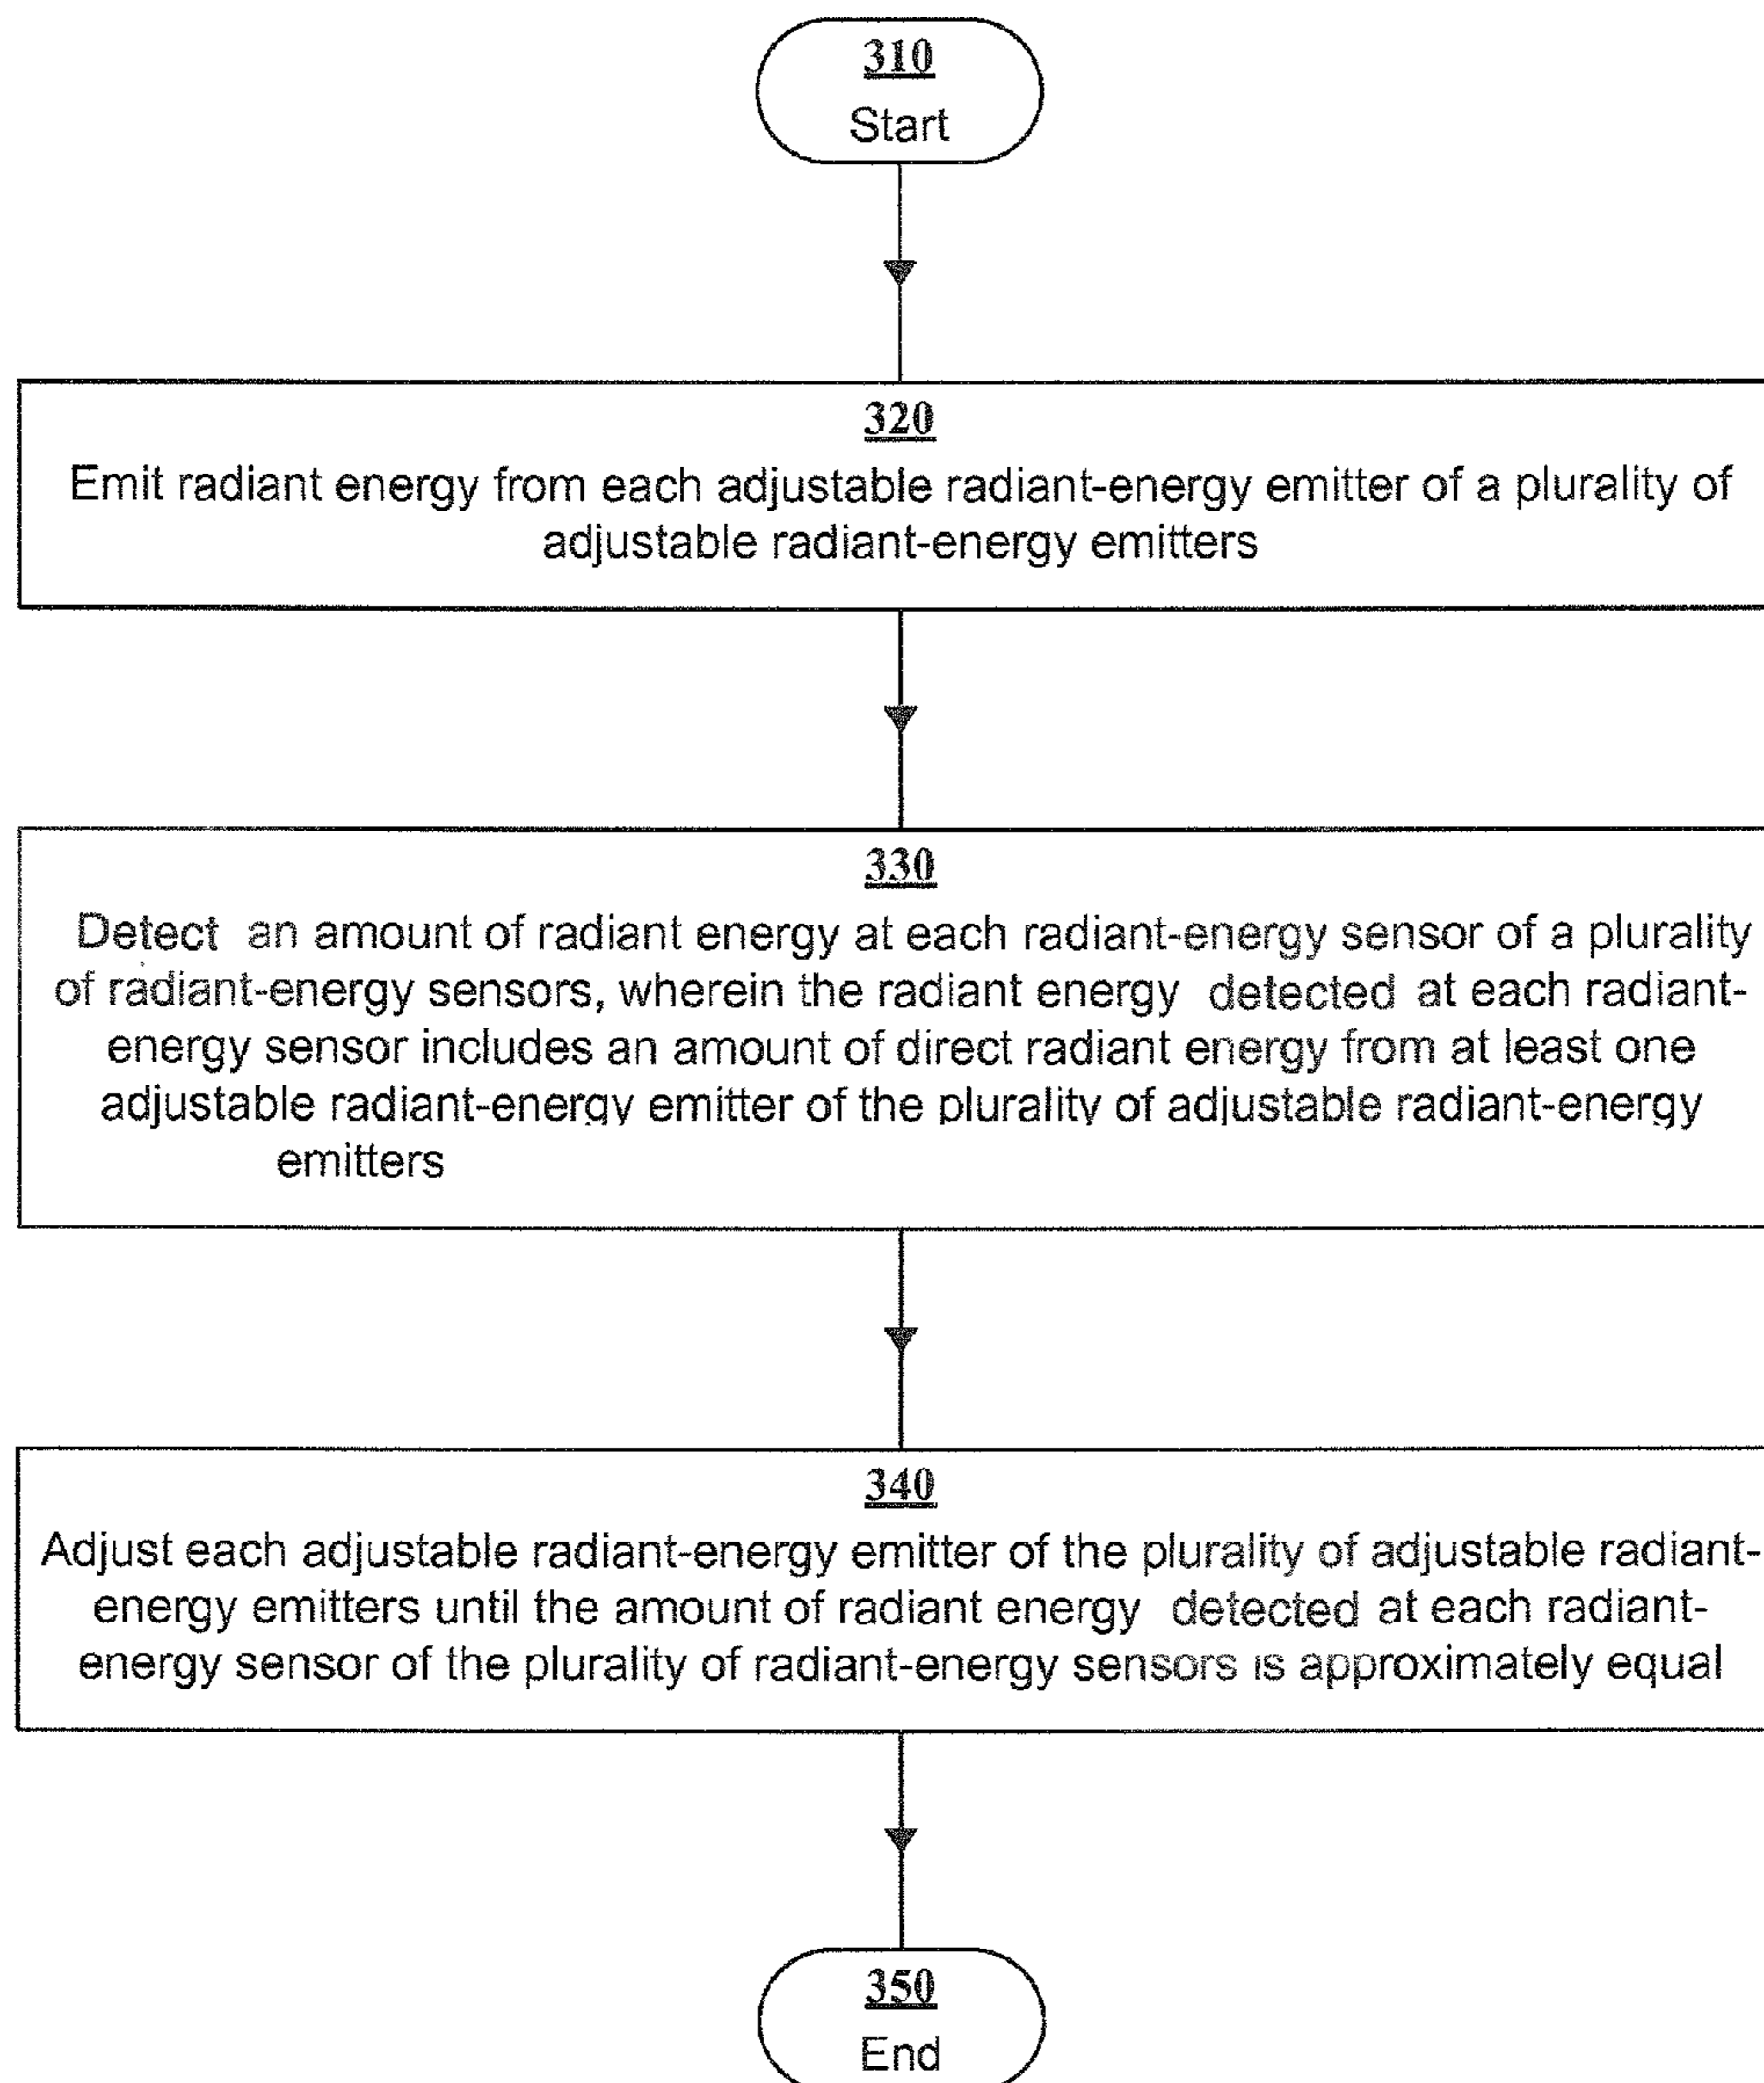 310
Start
320
Emit radiant energy from each adjustable radiant-energy emitter of a plurality of
adjustable radiant-energy emitters
330
Detect an amount of radiant energy at each radiant-energy sensor of a plurality
of radiant-energy sensors, wherein the radiant energy detected at each radiant-
energy sensor includes an amount of direct radiant energy from at least one
adjustable radiant-energy emitter of the plurality of adjustable radiant-energy
emitters
340
Adjust each adjustable radiant-energy emitter of the plurality of adjustable radiant-
energy emitters until the amount of radiant energy detected at each radiant-
energy sensor of the plurality of radiant-energy sensors is approximately equal
350
End